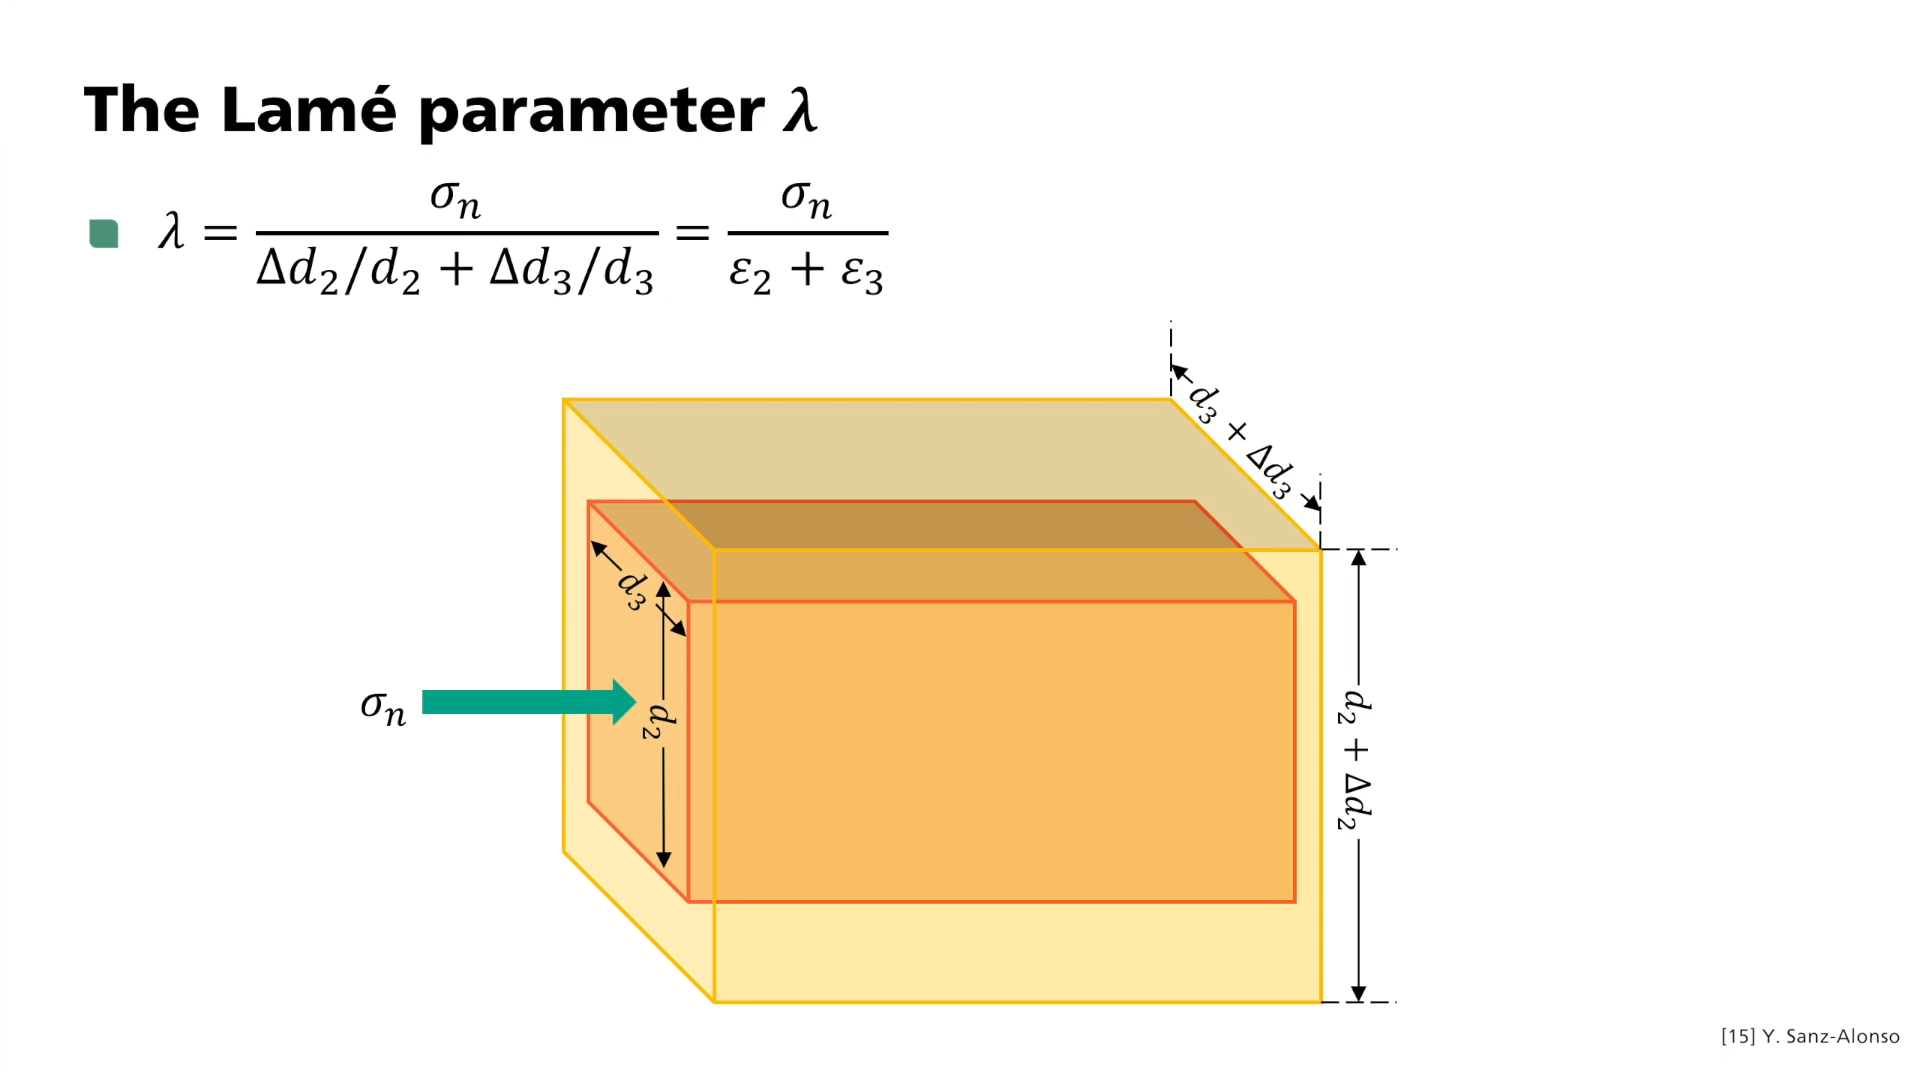 The Lamé parameter λ
λ = σₙ / (Δd₂/d₂ + Δd₃/d₃) = σₙ / (ε₂ + ε₃)
d₃ + Δd₃
d₃
σₙ
d₂
d₂ + Δd₂
[15] Y. Sanz-Alonso